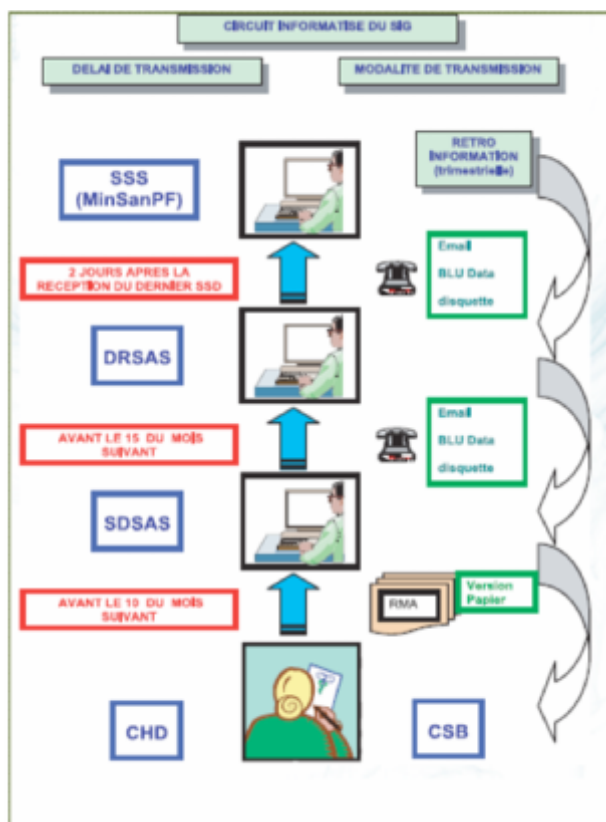 CIRCUIT INFORMATISE DU SIG
DELAI DE TRANSMISSION
MODALITE DE TRANSMISSION
RETRO
INFORMATION
(trimestrielle)
SSS
(MinSanPF)
Email
BLU Data
disquette
2 JOURS APRES LA
RECEPTION DU DERNIER SSD
DRSAS
Email
BLU Data
disquette
AVANT LE 15 DU MOIS
SUIVANT
SDSAS
AVANT LE 10 DU MOIS
SUIVANT
RMA
Version
Papier
CHD
CSB